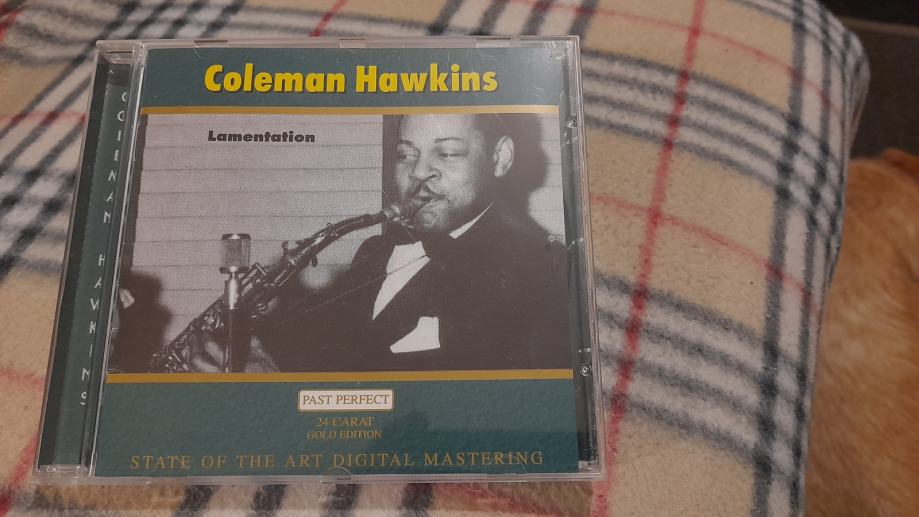 Coleman Hawkins
Lamentation
PAST PERFECT
24 CARAT
GOLD EDITION
STATE OF THE ART DIGITAL MASTERING
COLEMAN HAWKINS